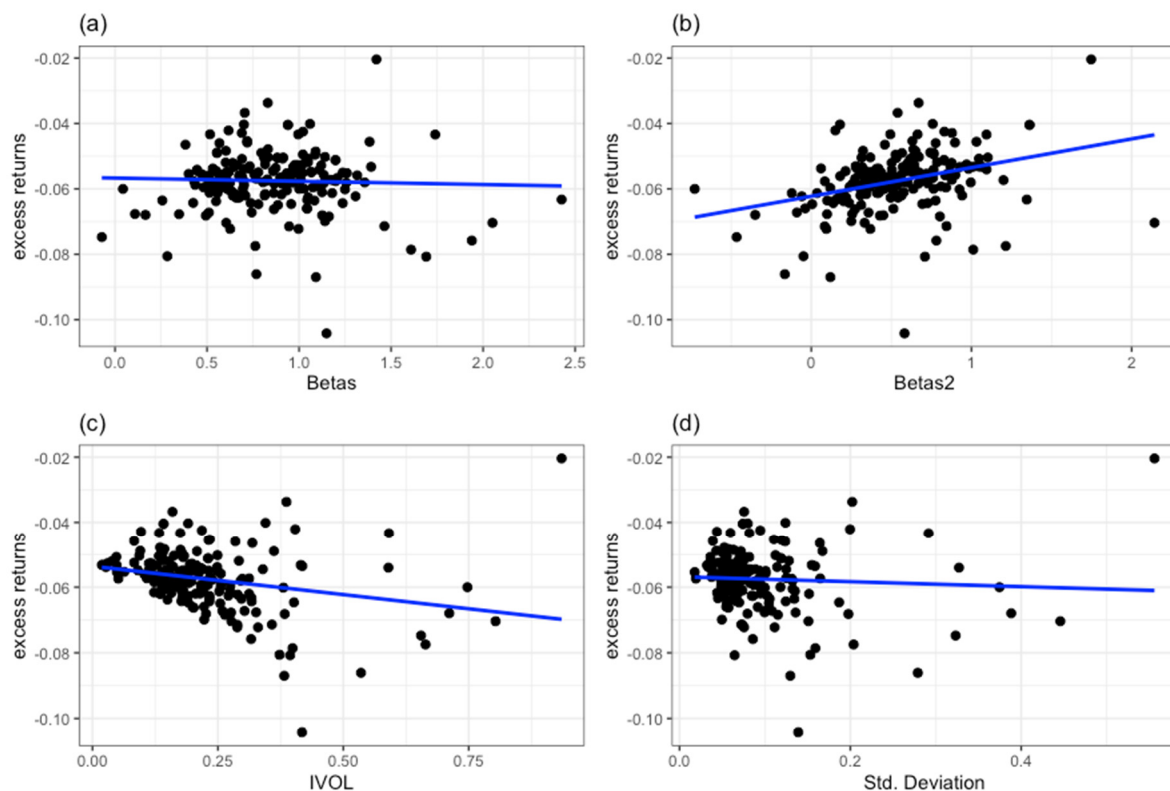 (a)
-0.02
-0.04
-0.06
-0.08
-0.10
excess returns
0.0 0.5 1.0 1.5 2.0 2.5
Betas
(b)
-0.02
-0.04
-0.06
-0.08
-0.10
excess returns
0 1 2
Betas2
(c)
-0.02
-0.04
-0.06
-0.08
-0.10
excess returns
0.00 0.25 0.50 0.75
IVOL
(d)
-0.02
-0.04
-0.06
-0.08
-0.10
excess returns
0.0 0.2 0.4
Std. Deviation